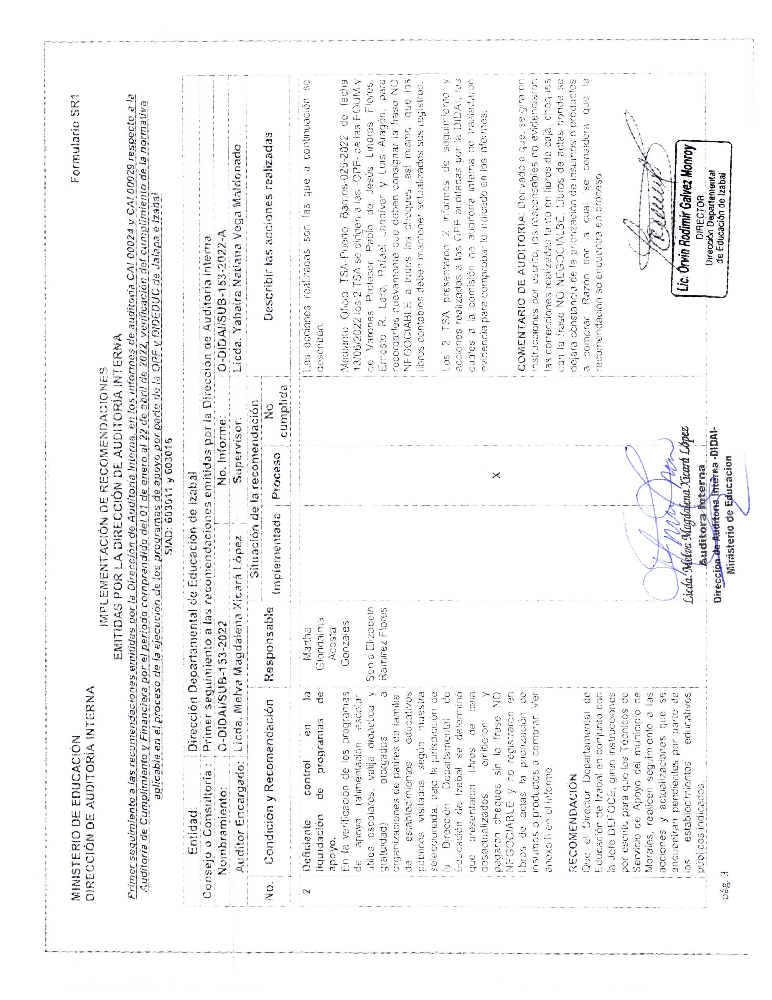 MINISTERIO DE EDUCACIÓN
DIRECCIÓN DE AUDITORÍA INTERNA
Formulario SR1
IMPLEMENTACIÓN DE RECOMENDACIONES
EMITIDAS POR LA DIRECCIÓN DE AUDITORÍA INTERNA
Primer seguimiento a las recomendaciones emitidas por la Dirección de Auditoría Interna, en los informes de auditoria CAI 00024 y CAI 00029 respecto a la
Auditoría de Cumplimiento y Financiera por el período comprendido del 01 de enero al 22 de abril de 2022, verificación del cumplimiento de la normativa
aplicable en el proceso de la ejecución de los programas de apoyo por parte de la OPF y DIDEDUC de Jalapa e Izabal
SIAD: 603011 y 603016
Entidad: Dirección Departamental de Educación de Izabal
Consejo o Consultoría : Primer seguimiento a las recomendaciones emitidas por la Dirección de Auditoría Interna
Nombramiento: O-DIDAI/SUB-153-2022 No. Informe: O-DIDAI/SUB-153-2022-A
Auditor Encargado: Licda. Melva Magdalena Xicará López Supervisor: Licda. Yahaira Natiana Vega Maldonado
No. Condición y Recomendación Responsable Situación de la recomendación Describir las acciones realizadas
Implementada Proceso No cumplida
2
Deficiente control en la
liquidación de programas de
apoyo.
En la verificación de los programas
de apoyo (alimentación escolar,
útiles escolares, valija didáctica y
gratuidad) otorgados a
organizaciones de padres de familia,
de establecimientos educativos
públicos visitados según muestra
seleccionada, bajo la jurisdicción de
la Dirección Departamental de
Educación de Izabal, se determinó
que presentaron libros de caja
desactualizados, emitieron y
pagaron cheques sin la frase NO
NEGOCIABLE y no registraron en
libros de actas la priorización de
insumos o productos a comprar. Ver
anexo II en el informe.
RECOMENDACIÓN
Que el Director Departamental de
Educación de Izabal en conjunto con
la Jefe DEFOCE, giren instrucciones
por escrito para que los Técnicos de
Servicio de Apoyo del municipio de
Morales, realicen seguimiento a las
acciones y actualizaciones que se
encuentran pendientes por parte de
los establecimientos educativos
públicos indicados.
Martha
Gloridalma
Acosta
Gonzales
Sonia Elizabeth
Ramirez Flores
X
Las acciones realizadas son las que a continuación se
describen:
Mediante Oficio TSA-Puerto Barrios-026-2022 de fecha
13/06/2022 los 2 TSA se dirigen a las -OPF- de las EOUM y
de Varones Profesor Pablo de Jesús Linares Flores,
Ernesto R. Lara, Rafael Landívar y Luis Aragón, para
recordarles nuevamente que deben consignar la frase NO
NEGOCIABLE a todos los cheques, así mismo, que los
libros contables deben mantener actualizados sus registros.
Los 2 TSA presentaron 2 informes de seguimiento y
acciones realizadas a las OPF auditadas por la DIDAI, las
cuales a la comisión de auditoria interna no trasladaron
evidencia para comprobar lo indicado en los informes.
COMENTARIO DE AUDITORÍA: Derivado a que, se giraron
instrucciones por escrito, los responsables no evidenciaron
las correcciones realizadas tanto en libros de caja, cheques
con la frase NO NEGOCIALBE, Libros de actas donde se
dejara constancia de la priorización de insumos o productos
a comprar. Razón por la cual, se considera que la
recomendación se encuentra en proceso.
Licda. Melva Magdalena Xicará López
Auditora Interna
Dirección de Auditoria Interna -DIDAI-
Ministerio de Educacion
Lic. Orvin Rodimir Galvez Monroy
DIRECTOR
Dirección Departamental
de Educación de Izabal
pág. 3